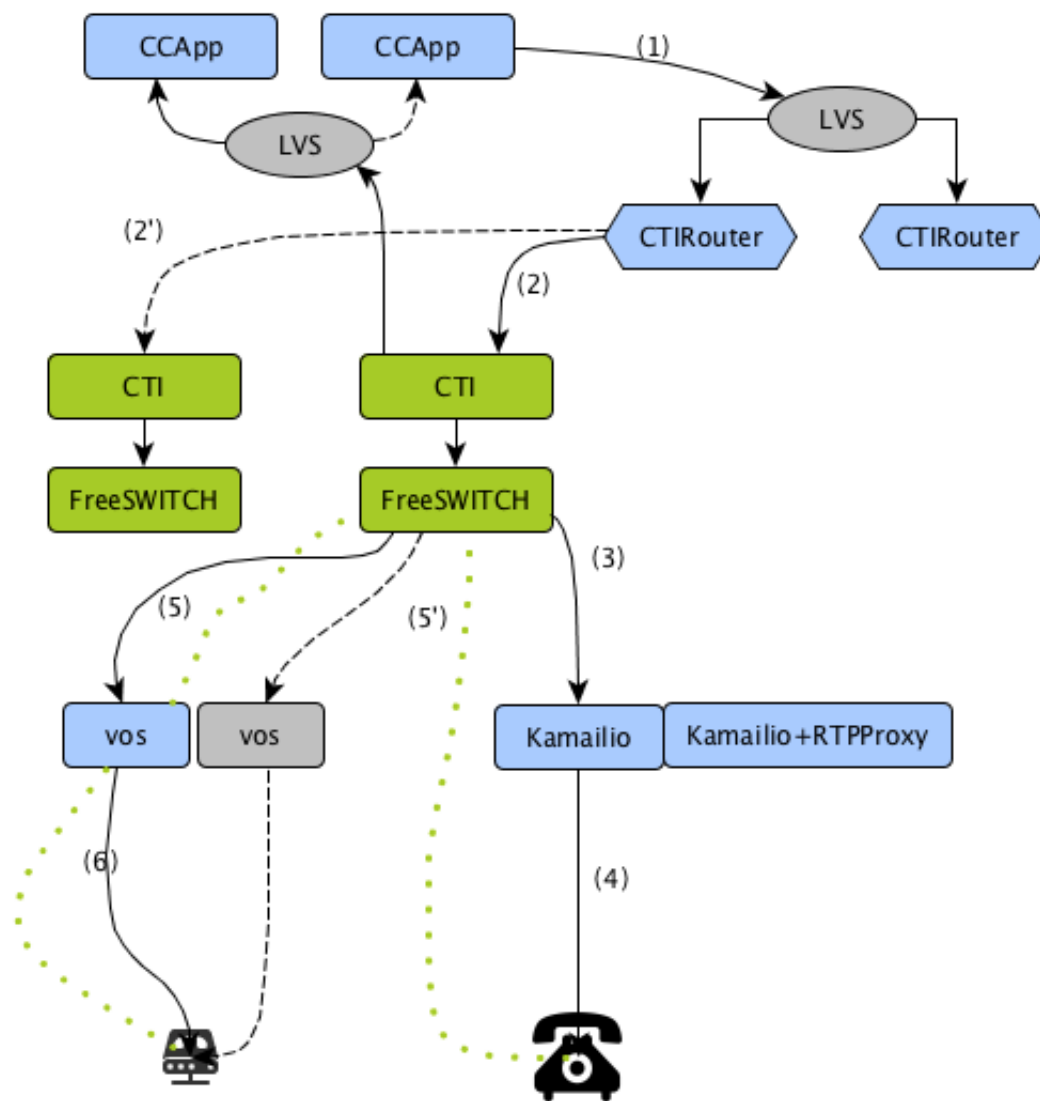 CCApp
CCApp
(1)
LVS
LVS
(2')
CTIRouter
CTIRouter
(2)
CTI
CTI
FreeSWITCH
FreeSWITCH
(3)
(5)
(5')
vos
vos
Kamailio
Kamailio+RTPProxy
(6)
(4)